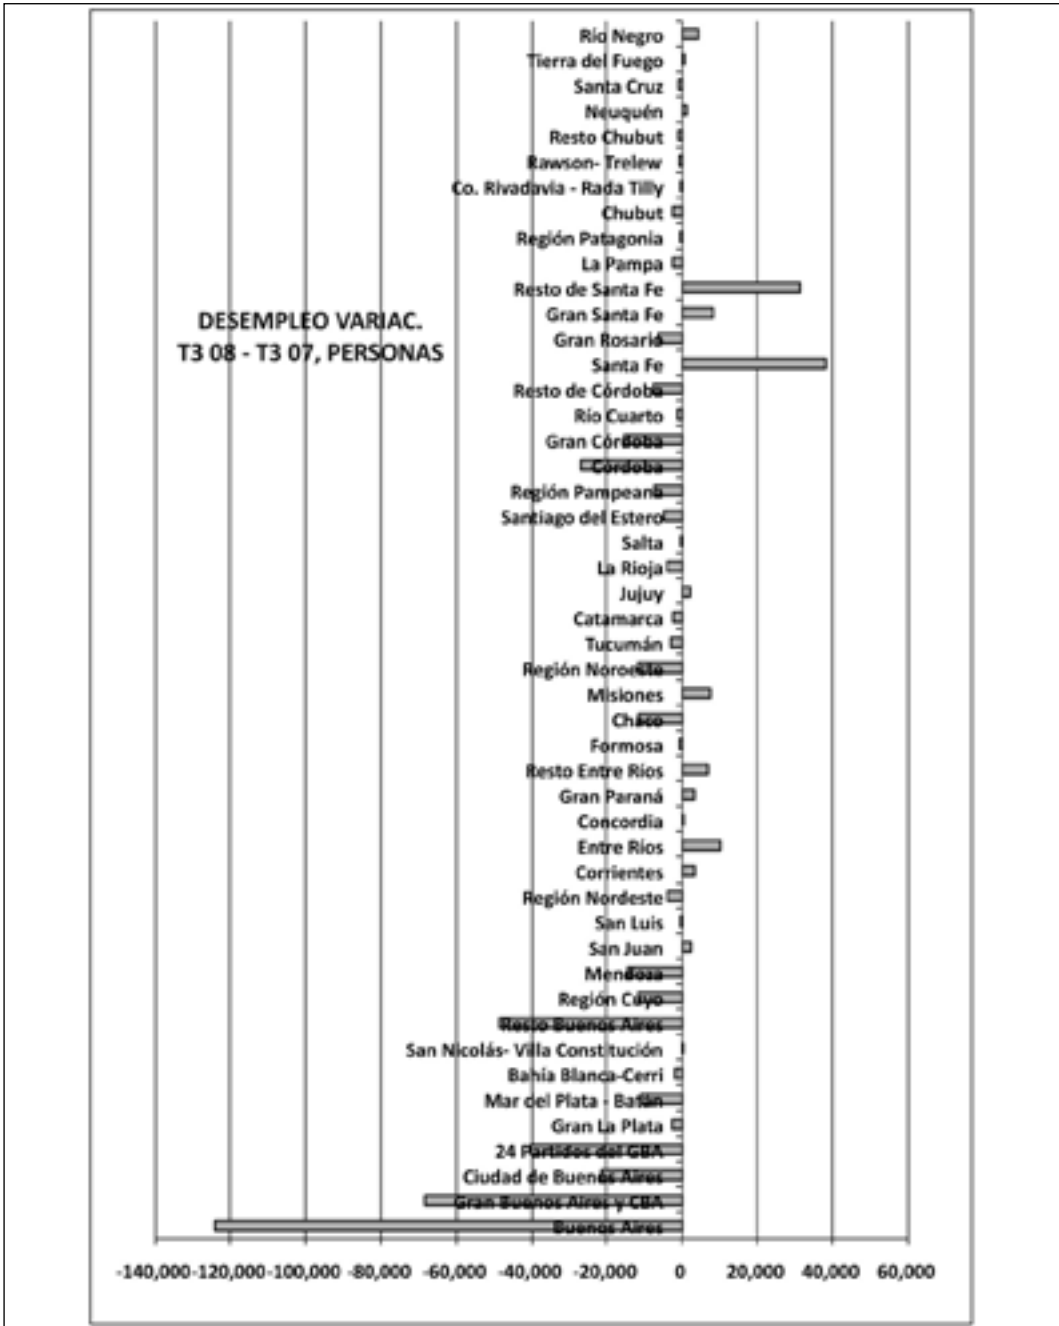 Río Negro
Tierra del Fuego
Santa Cruz
Neuquén
Resto Chubut
Rawson- Trelew
Co. Rivadavia - Rada Tilly
Chubut
Región Patagonia
La Pampa
Resto de Santa Fe
Gran Santa Fe
DESEMPLEO VARIAC.
T3 08 - T3 07, PERSONAS
Gran Rosario
Santa Fe
Resto de Córdoba
Río Cuarto
Gran Córdoba
Córdoba
Región Pampeana
Santiago del Estero
Salta
La Rioja
Jujuy
Catamarca
Tucumán
Región Noroeste
Misiones
Chaco
Formosa
Resto Entre Ríos
Gran Paraná
Concordia
Entre Ríos
Corrientes
Región Nordeste
San Luis
San Juan
Mendoza
Región Cuyo
Resto Buenos Aires
San Nicolás- Villa Constitución
Bahía Blanca-Cerri
Mar del Plata - Batán
Gran La Plata
24 Partidos del GBA
Ciudad de Buenos Aires
Gran Buenos Aires y CBA
Buenos Aires
-140,000 -120,000 -100,000 -80,000 -60,000 -40,000 -20,000 0 20,000 40,000 60,000